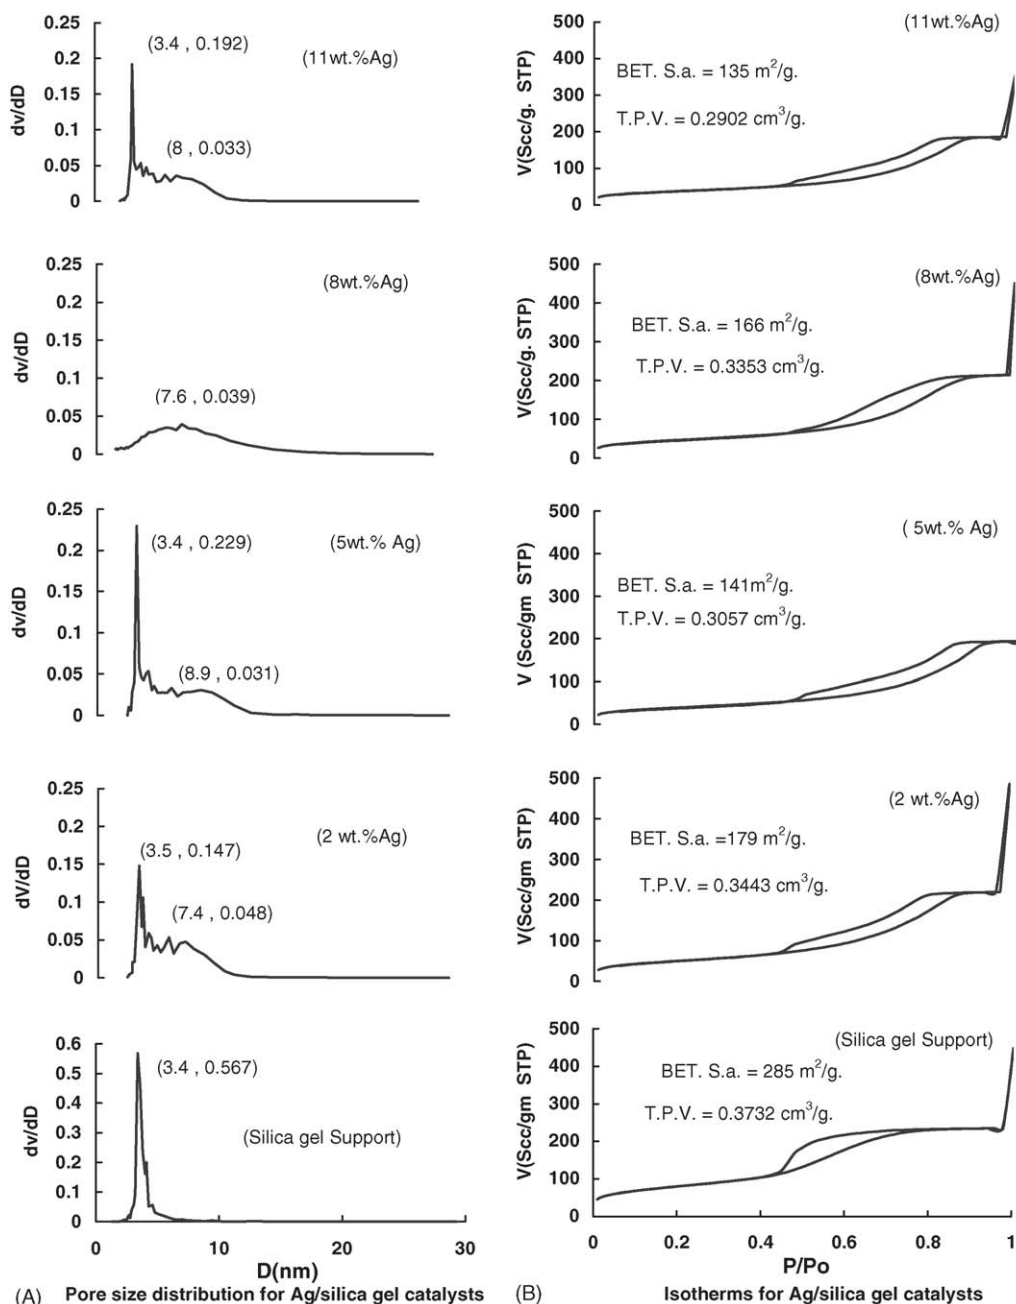 0.25
0.2
0.15
0.1
0.05
0
dv/dD
(3.4 , 0.192)
(11wt.%Ag)
(8 , 0.033)
0.25
0.2
0.15
0.1
0.05
0
dv/dD
(8wt.%Ag)
(7.6 , 0.039)
0.25
0.2
0.15
0.1
0.05
0
dv/dD
(3.4 , 0.229)
(5wt.% Ag)
(8.9 , 0.031)
0.25
0.2
0.15
0.1
0.05
0
dV/dD
(3.5 , 0.147)
(2 wt.%Ag)
(7.4 , 0.048)
0.6
0.5
0.4
0.3
0.2
0.1
0
dv/dD
(3.4 , 0.567)
(Silica gel Support)
0 10 20 30
D(nm)
(A) Pore size distribution for Ag/silica gel catalysts
500
400
300
200
100
0
V(Scc/g. STP)
(11wt.%Ag)
BET. S.a. = 135 m²/g.
T.P.V. = 0.2902 cm³/g.
500
400
300
200
100
0
V(Scc/g. STP)
(8wt.%Ag)
BET. S.a. = 166 m²/g.
T.P.V. = 0.3353 cm³/g.
500
400
300
200
100
0
V (Scc/gm STP)
( 5wt.% Ag)
BET. S.a. = 141m²/g.
T.P.V. = 0.3057 cm³/g.
500
400
300
200
100
0
V(Scc/gm STP)
(2 wt.%Ag)
BET. S.a. =179 m²/g.
T.P.V. = 0.3443 cm³/g.
500
400
300
200
100
0
V(Scc/gm STP)
(Silica gel Support)
BET. S.a. = 285 m²/g.
T.P.V. = 0.3732 cm³/g.
0 0.2 0.4 0.6 0.8 1
P/Po
(B) Isotherms for Ag/silica gel catalysts